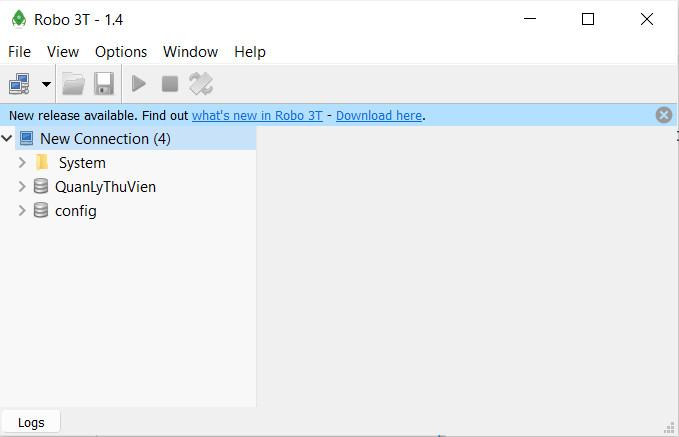 Robo 3T - 1.4
File View Options Window Help
New release available. Find out what's new in Robo 3T - Download here.
New Connection (4)
System
QuanLyThuVien
config
Logs